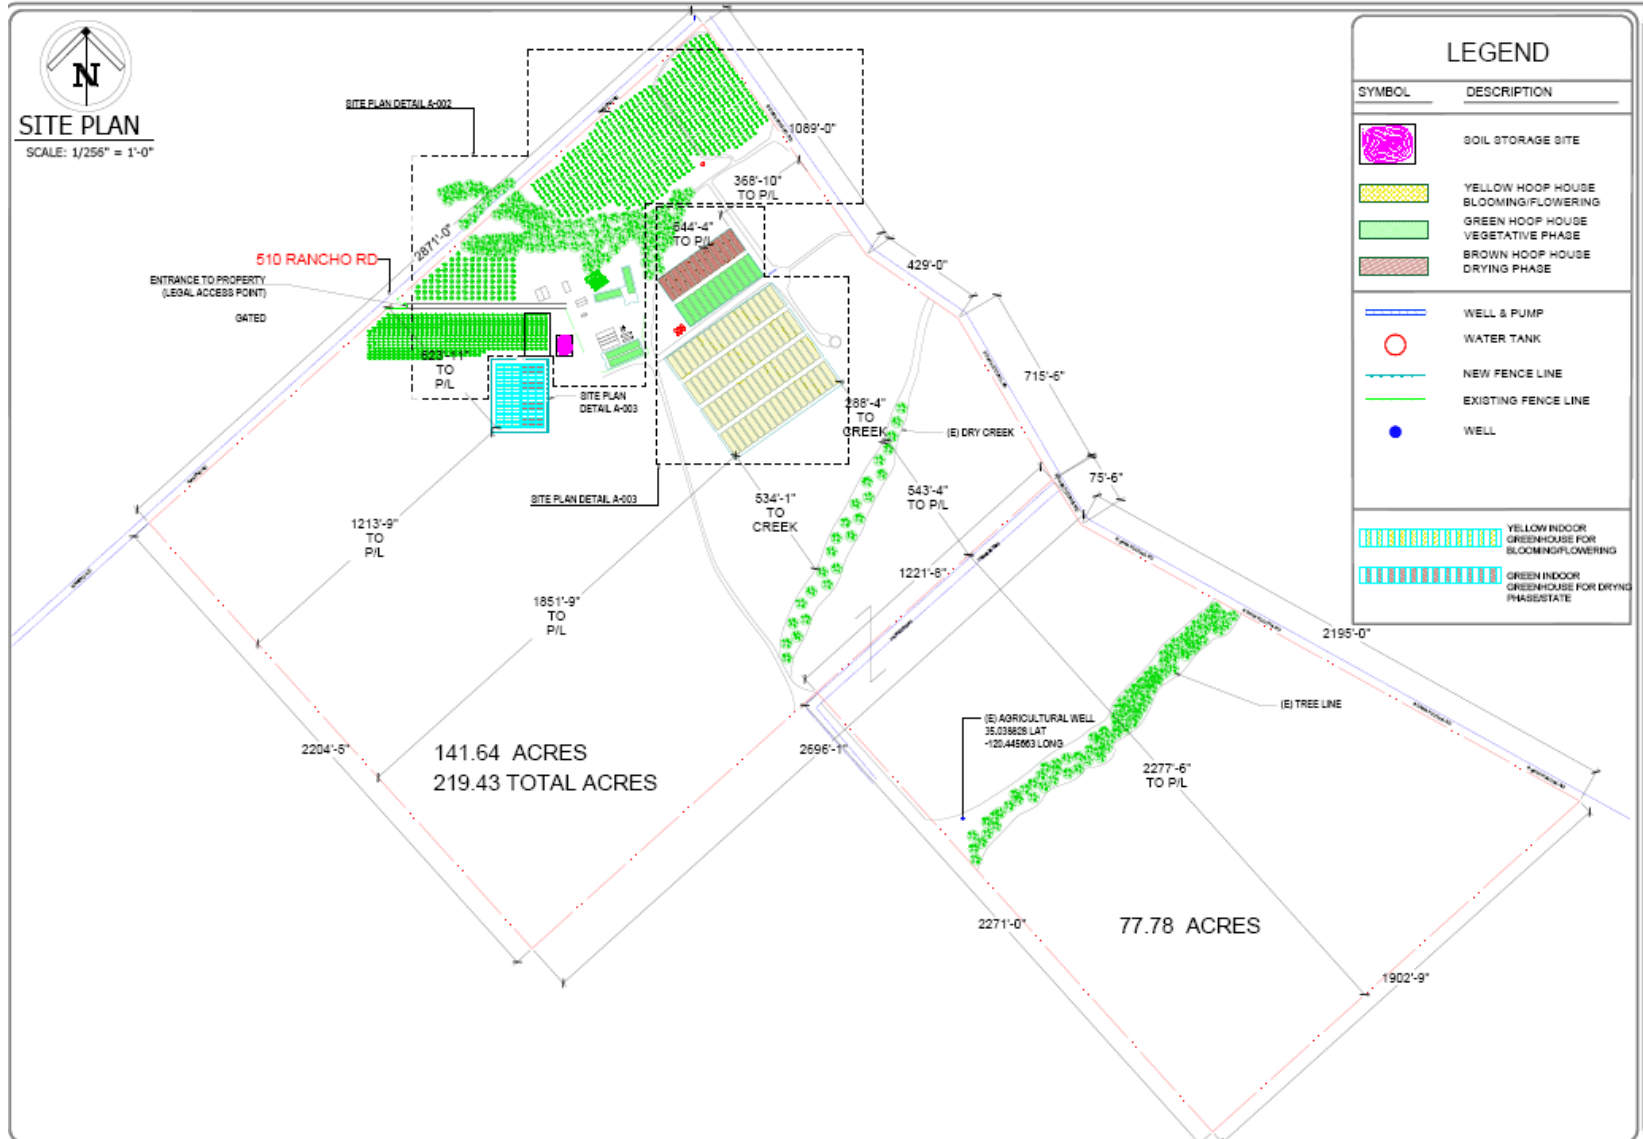 N
SITE PLAN
SCALE: 1/256" = 1'-0"
SITE PLAN DETAIL A-002
1089'-0"
368'-10"
TO P/L
544'-4"
TO P/L
2871'-0"
510 RANCHO RD
ENTRANCE TO PROPERTY
(LEGAL ACCESS POINT)
GATED
429'-0"
623'-11"
TO
P/L
SITE PLAN
DETAIL A-003
715'-6"
288'-4"
TO
CREEK
(E) DRY CREEK
75'-6"
SITE PLAN DETAIL A-003
534'-1"
TO
CREEK
543'-4"
TO P/L
1213'-9"
TO
P/L
1221'-8"
1851'-9"
TO
P/L
2195'-0"
(E) TREE LINE
(E) AGRICULTURAL WELL
LAT
LONG
2204'-5"
141.64 ACRES
219.43 TOTAL ACRES
2696'-1"
2277'-6"
TO P/L
2271'-0"
77.78 ACRES
1902'-9"
LEGEND
SYMBOL DESCRIPTION
SOIL STORAGE SITE
YELLOW HOOP HOUSE
BLOOMING/FLOWERING
GREEN HOOP HOUSE
VEGETATIVE PHASE
BROWN HOOP HOUSE
DRYING PHASE
WELL & PUMP
WATER TANK
NEW FENCE LINE
EXISTING FENCE LINE
WELL
YELLOW INDOOR
GREENHOUSE FOR
BLOOMING/FLOWERING
GREEN INDOOR
GREENHOUSE FOR DRYNG
PHASE/STATE